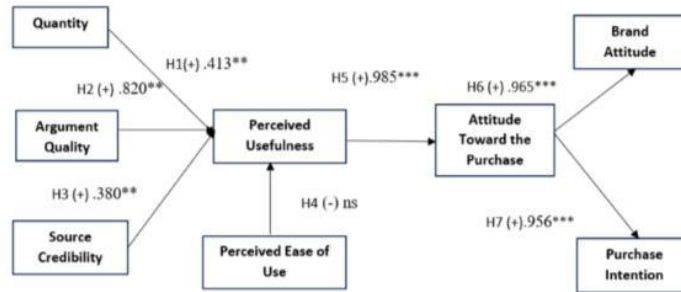 Quantity
H1(+) .413**
H2 (+) .820**
Argument
Quality
H3 (+) .380**
Source
Credibility
Perceived
Usefulness
H4 (-) ns
Perceived Ease of
Use
H5 (+).985***
Attitude
Toward the
Purchase
H6 (+) .965***
Brand
Attitude
H7 (+).956***
Purchase
Intention